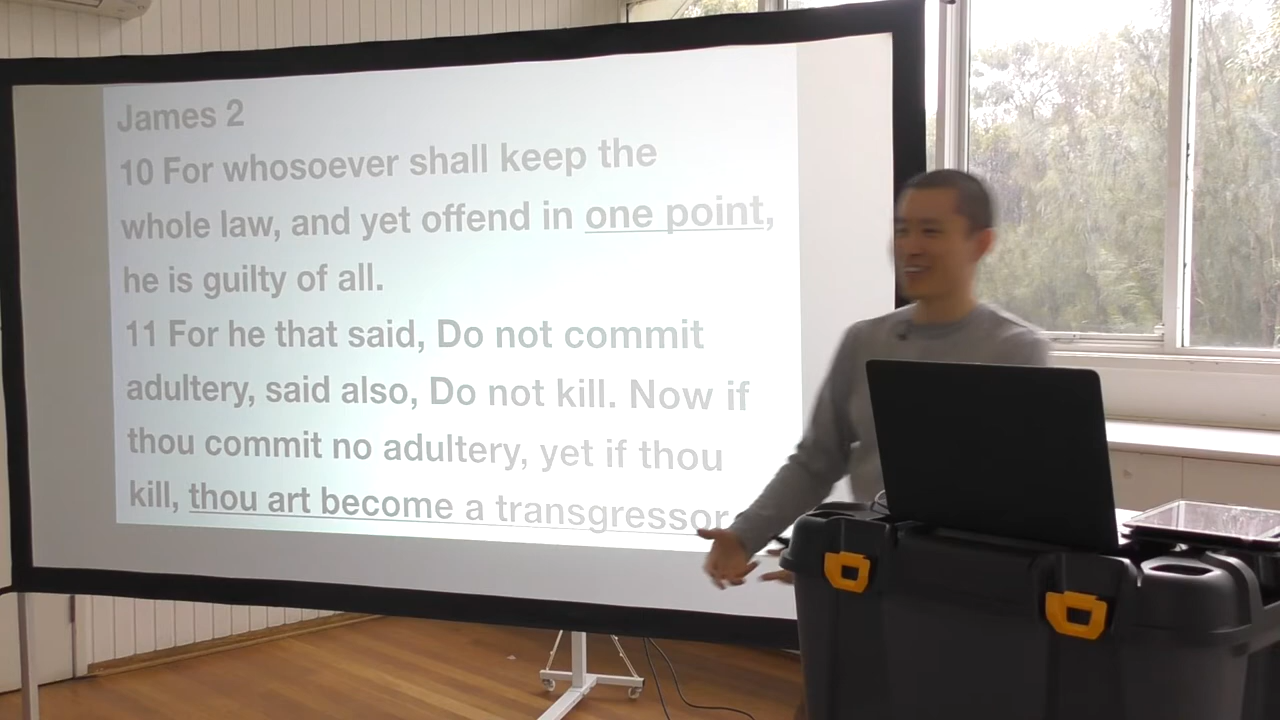 James 2
10 For whosoever shall keep the
whole law, and yet offend in one point,
he is guilty of all.
11 For he that said, Do not commit
adultery, said also, Do not kill. Now if
thou commit no adultery, yet if thou
kill, thou art become a transgressor